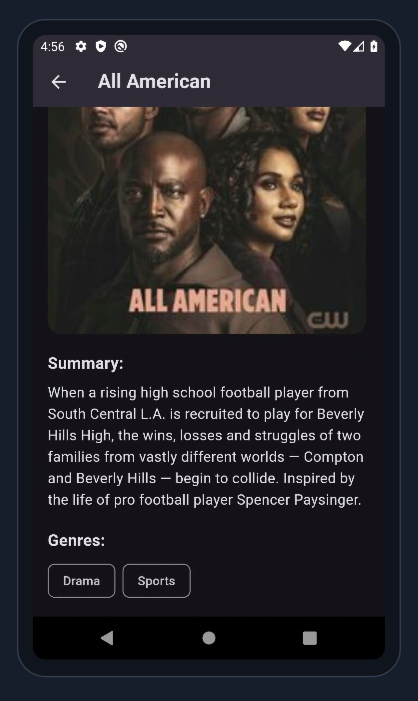 4:56
All American
ALL AMERICAN
CW
Summary:
When a rising high school football player from
South Central L.A. is recruited to play for Beverly
Hills High, the wins, losses and struggles of two
families from vastly different worlds — Compton
and Beverly Hills — begin to collide. Inspired by
the life of pro football player Spencer Paysinger.
Genres:
Drama Sports